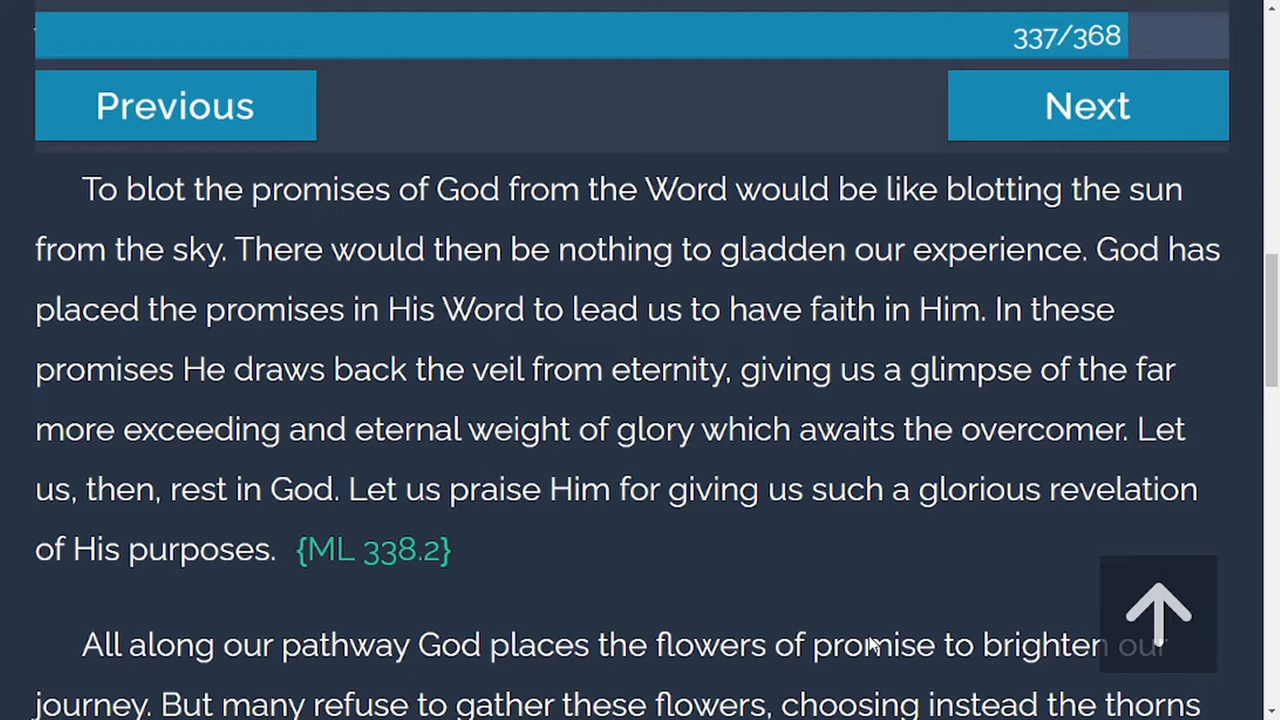 337/368
Previous
Next
To blot the promises of God from the Word would be like blotting the sun
from the sky. There would then be nothing to gladden our experience. God has
placed the promises in His Word to lead us to have faith in Him. In these
promises He draws back the veil from eternity, giving us a glimpse of the far
more exceeding and eternal weight of glory which awaits the overcomer. Let
us, then, rest in God. Let us praise Him for giving us such a glorious revelation
of His purposes. {ML 338.2}
All along our pathway God places the flowers of promise to brighten our
journey. But many refuse to gather these flowers, choosing instead the thorns